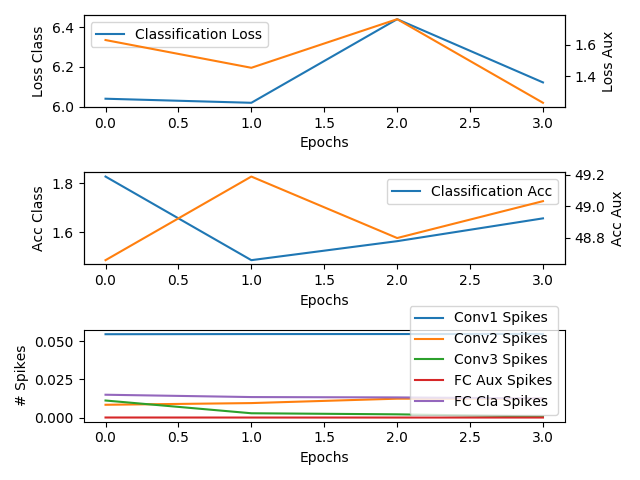 Loss Class
6.4
6.2
6.0
Classification Loss
1.6
1.4
Loss Aux
0.0 0.5 1.0 1.5 2.0 2.5 3.0
Epochs
Acc Class
1.8
1.6
Classification Acc
49.2
49.0
48.8
Acc Aux
0.0 0.5 1.0 1.5 2.0 2.5 3.0
Epochs
# Spikes
0.050
0.025
0.000
Conv1 Spikes
Conv2 Spikes
Conv3 Spikes
FC Aux Spikes
FC Cla Spikes
0.0 0.5 1.0 1.5 2.0 2.5 3.0
Epochs